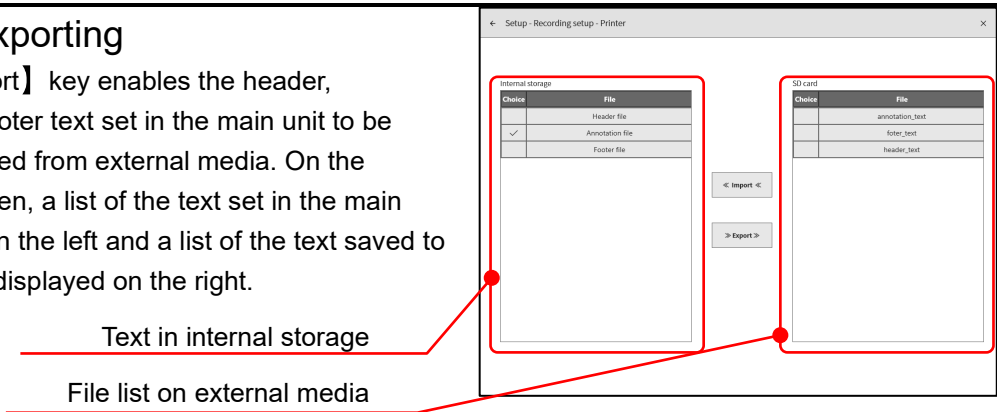 xporting
ort】 key enables the header,
oter text set in the main unit to be
ed from external media. On the
en, a list of the text set in the main
n the left and a list of the text saved to
displayed on the right.
Text in internal storage
File list on external media
← Setup - Recording setup - Printer ×
Internal storage
Choice File
Header file
✓ Annotation file
Footer file
≪ Import ≪
≫ Export ≫
SD card
Choice File
annotation_text
foter_text
header_text